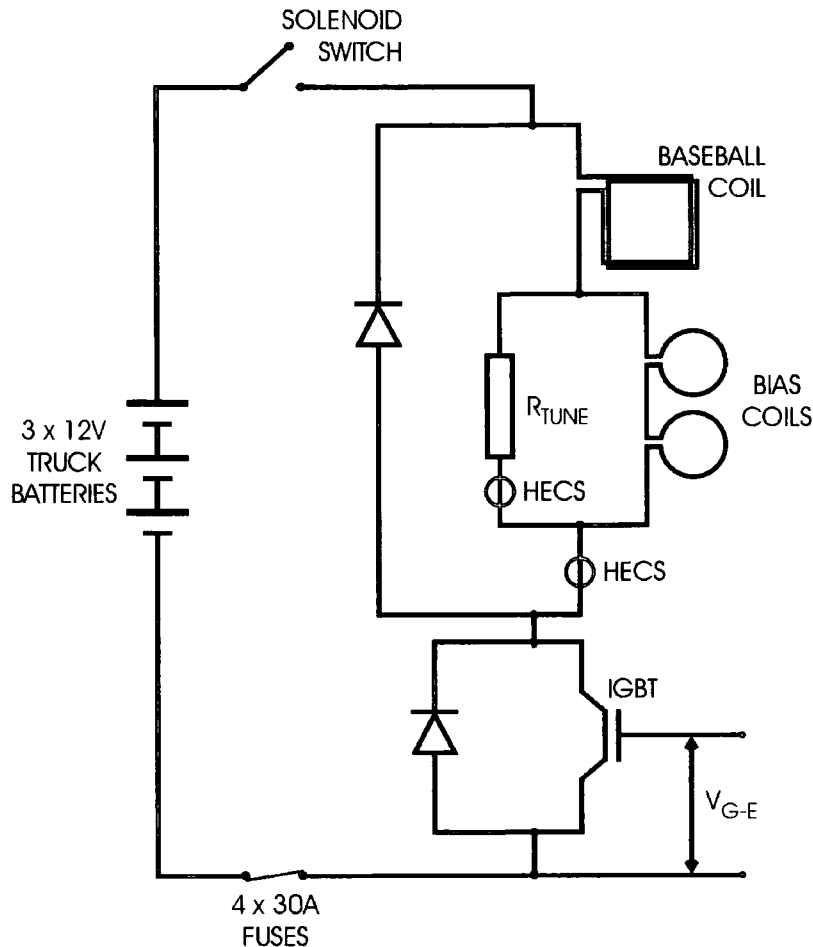 SOLENOID
SWITCH
BASEBALL
COIL
R_TUNE
BIAS
COILS
3 x 12V
TRUCK
BATTERIES
HECS
HECS
IGBT
V_G-E
4 x 30A
FUSES